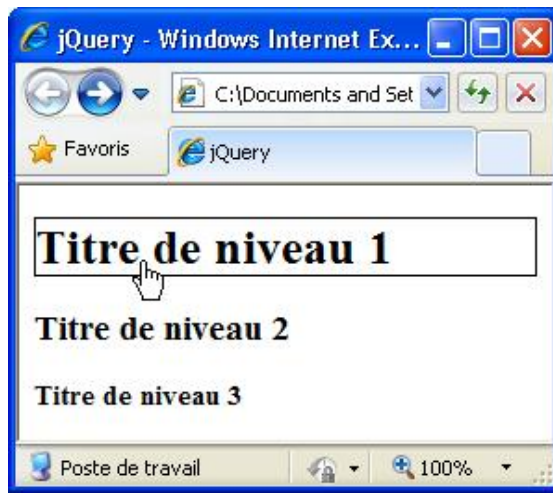 jQuery - Windows Internet Ex...
C:\Documents and Set
Favoris
jQuery
Titre de niveau 1
Titre de niveau 2
Titre de niveau 3
Poste de travail
100%